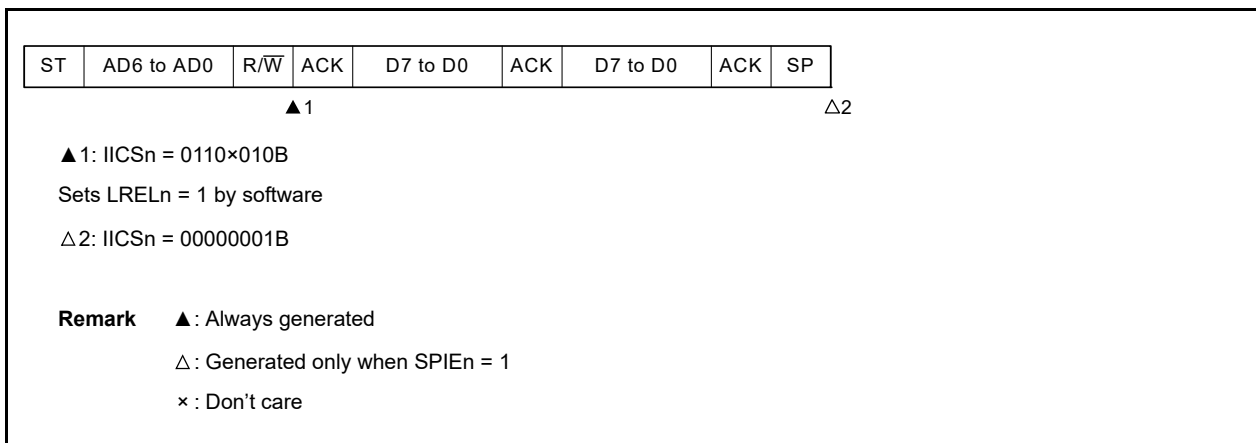 ST AD6 to AD0 R/W̅ ACK D7 to D0 ACK D7 to D0 ACK SP
▲1 △2
▲1: IICSn = 0110×010B
Sets LRELn = 1 by software
△2: IICSn = 00000001B
Remark ▲: Always generated
△: Generated only when SPIEn = 1
×: Don't care